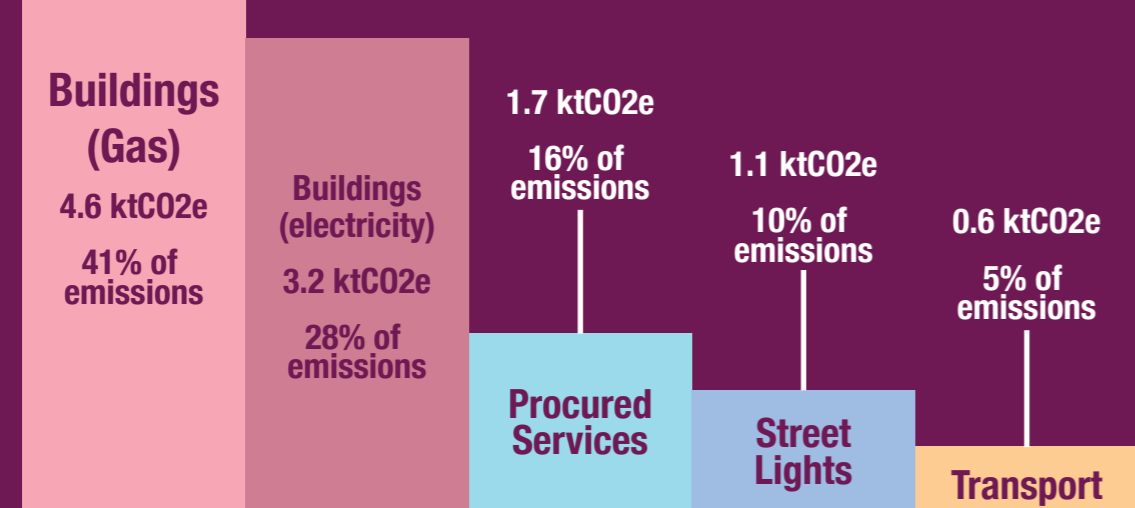 Buildings
(Gas)
4.6 ktCO2e
41% of
emissions
Buildings
(electricity)
3.2 ktCO2e
28% of
emissions
1.7 ktCO2e
16% of
emissions
Procured
Services
1.1 ktCO2e
10% of
emissions
Street
Lights
0.6 ktCO2e
5% of
emissions
Transport